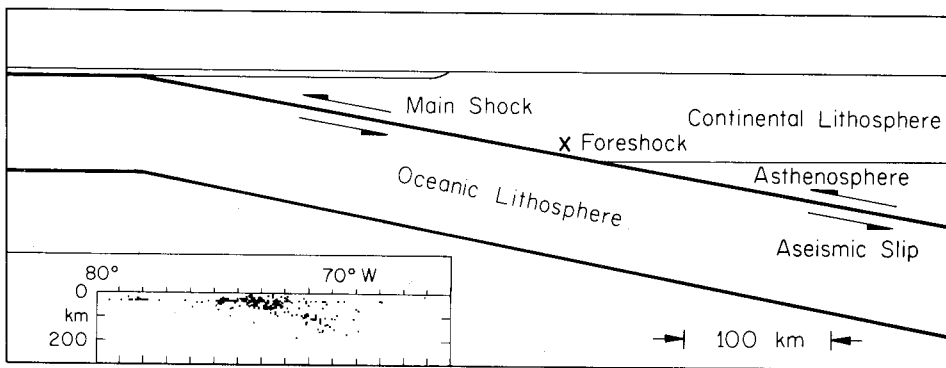 Main Shock
Continental Lithosphere
X Foreshock
Asthenosphere
Oceanic Lithosphere
Aseismic Slip
80° 70° W
0
km
200
100 km